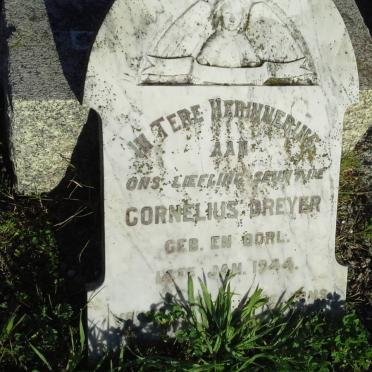 IN TERE HERINNERING
AAN
ONS LIEFLING SEUNTJIE
CORNELIUS DREYER
GEB. EN OORL.
JAN. 1944.